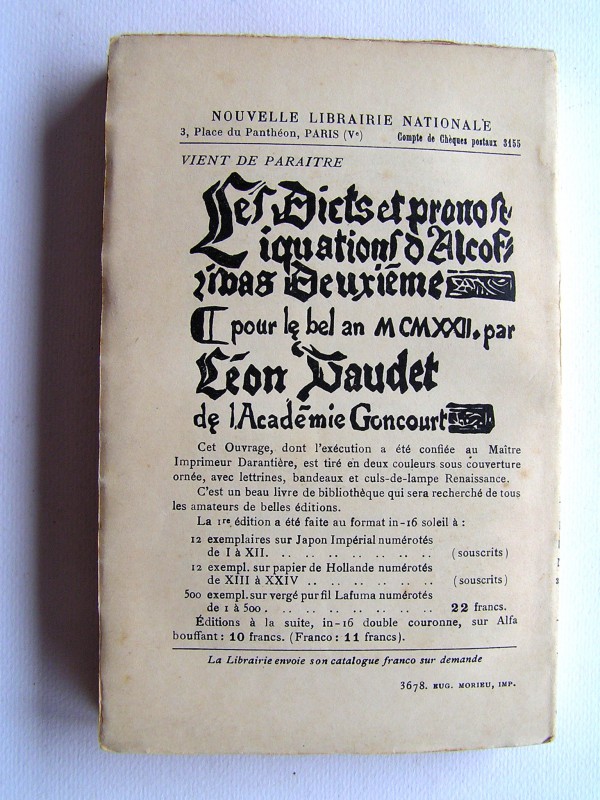 NOUVELLE LIBRAIRIE NATIONALE
3, Place du Panthéon, PARIS (Vᵉ) Compte de Chèques postaux 3155
VIENT DE PARAITRE
Les Dicts et pronost-
iquations d'Alcof-
ribas Deuxiéme
pour le bel an MCMXXII. par
Léon Daudet
de l'Académie Goncourt
Cet Ouvrage, dont l'exécution a été confiée au Maître
Imprimeur Darantière, est tiré en deux couleurs sous couverture
ornée, avec lettrines, bandeaux et culs-de-lampe Renaissance.
C'est un beau livre de bibliothèque qui sera recherché de tous
les amateurs de belles éditions.
La 1ʳᵉ édition a été faite au format in-16 soleil à :
12 exemplaires sur Japon Impérial numérotés
de I à XII. . .. .. .. .. .. .. (souscrits)
12 exempl. sur papier de Hollande numérotés
de XIII à XXIV .. .. .. .. .. (souscrits)
500 exempl. sur vergé pur fil Lafuma numérotés
de 1 à 500 . .. .. .. .. .. .. 22 francs.
Éditions à la suite, in-16 double couronne, sur Alfa
bouffant : 10 francs. (Franco : 11 francs).
La Librairie envoie son catalogue franco sur demande
3678. EUG. MORIEU, IMP.